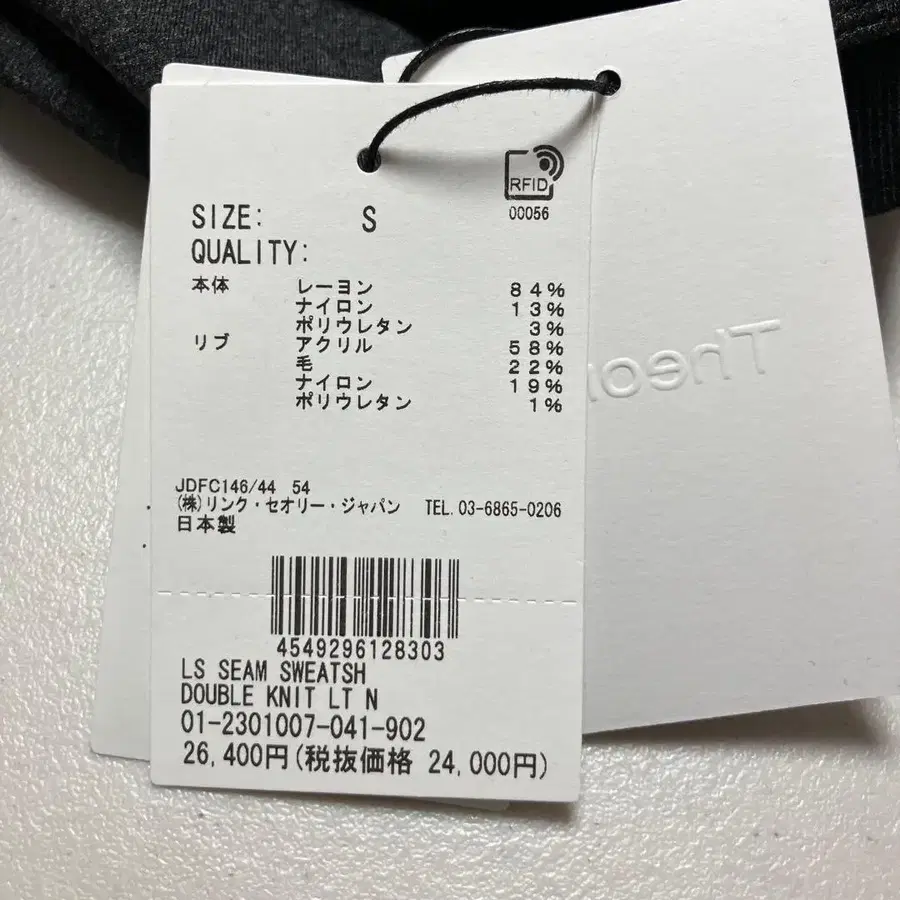 RFID
00056
SIZE: S
QUALITY:
本体 レーヨン 84%
ナイロン 13%
ポリウレタン 3%
リブ アクリル 58%
毛 22%
ナイロン 19%
ポリウレタン 1%
JDFC146/44 54
(株)リンク・セオリー・ジャパン TEL.03-6865-0206
日本製
4549296128303
LS SEAM SWEATSH
DOUBLE KNIT LT N
01-2301007-041-902
26,400円(税抜価格 24,000円)